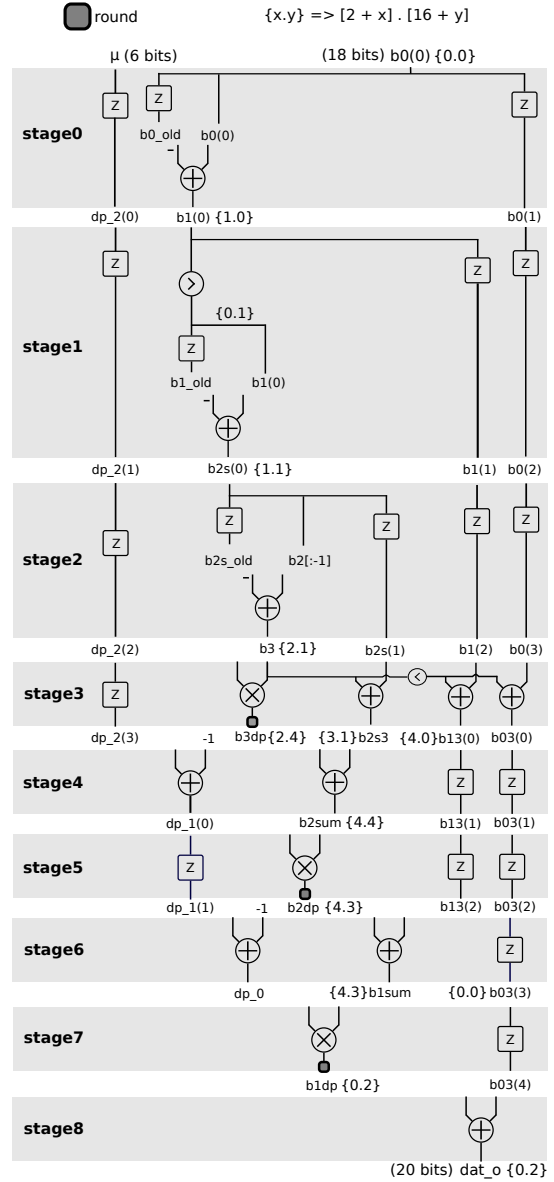 round {x.y} => [2 + x] . [16 + y]
μ (6 bits) (18 bits) b0(0) {0.0}
Z Z Z
stage0 b0_old b0(0)
–
dp_2(0) b1(0) {1.0} b0(1)
Z Z Z
>
{0.1}
stage1 Z
b1_old b1(0)
–
dp_2(1) b2s(0) {1.1} b1(1) b0(2)
Z Z Z Z
stage2 Z
b2s_old b2[:-1]
–
dp_2(2) b3 {2.1} b2s(1) b1(2) b0(3)
<
stage3 Z
dp_2(3) -1 b3dp{2.4} {3.1}b2s3 {4.0}b13(0) b03(0)
stage4 Z Z
dp_1(0) b2sum {4.4} b13(1) b03(1)
stage5 Z Z Z
dp_1(1) -1 b2dp {4.3} b13(2) b03(2)
stage6 Z
dp_0 {4.3}b1sum {0.0} b03(3)
stage7 Z
b1dp {0.2} b03(4)
stage8
(20 bits) dat_o {0.2}